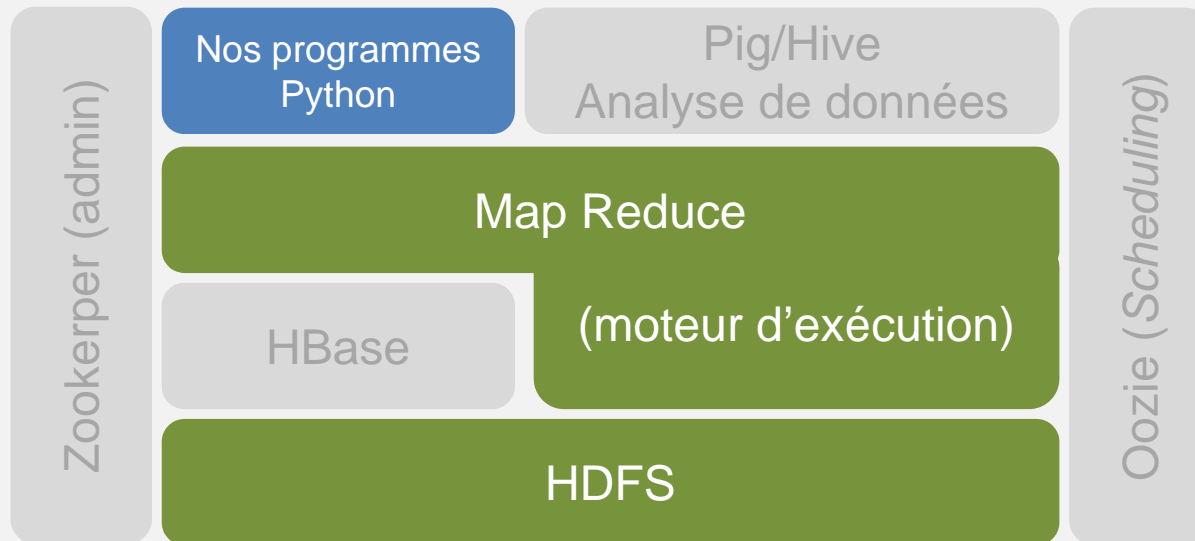 Zookerper (admin)
Nos programmes
Python
Pig/Hive
Analyse de données
Map Reduce
HBase
(moteur d’exécution)
HDFS
Oozie (Scheduling)